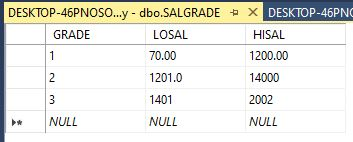 DESKTOP-46PNOSO...y - dbo.SALGRADE DESKTOP-46PN
GRADE LOSAL HISAL
1 70.00 1200.00
2 1201.0 14000
3 1401 2002
NULL NULL NULL